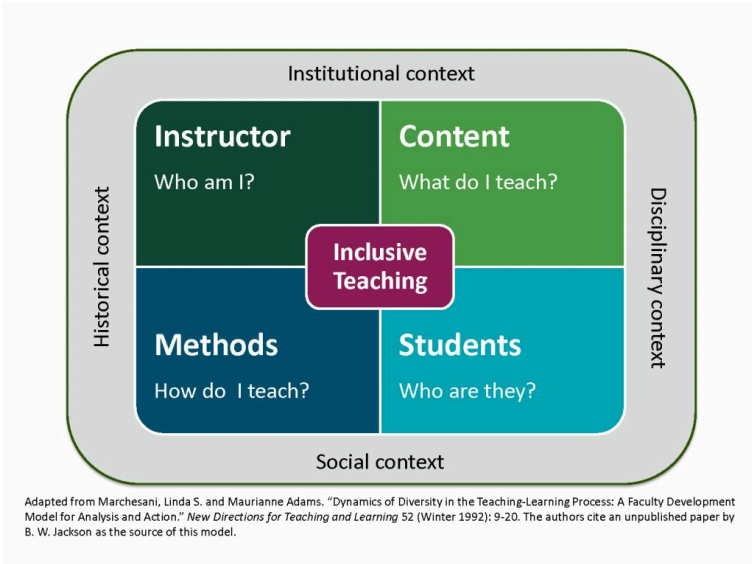 Institutional context
Historical context
Instructor
Who am I?
Content
What do I teach?
Inclusive
Teaching
Methods
How do I teach?
Students
Who are they?
Disciplinary context
Social context
Adapted from Marchesani, Linda S. and Maurianne Adams. “Dynamics of Diversity in the Teaching-Learning Process: A Faculty Development
Model for Analysis and Action.” New Directions for Teaching and Learning 52 (Winter 1992): 9-20. The authors cite an unpublished paper by
B. W. Jackson as the source of this model.